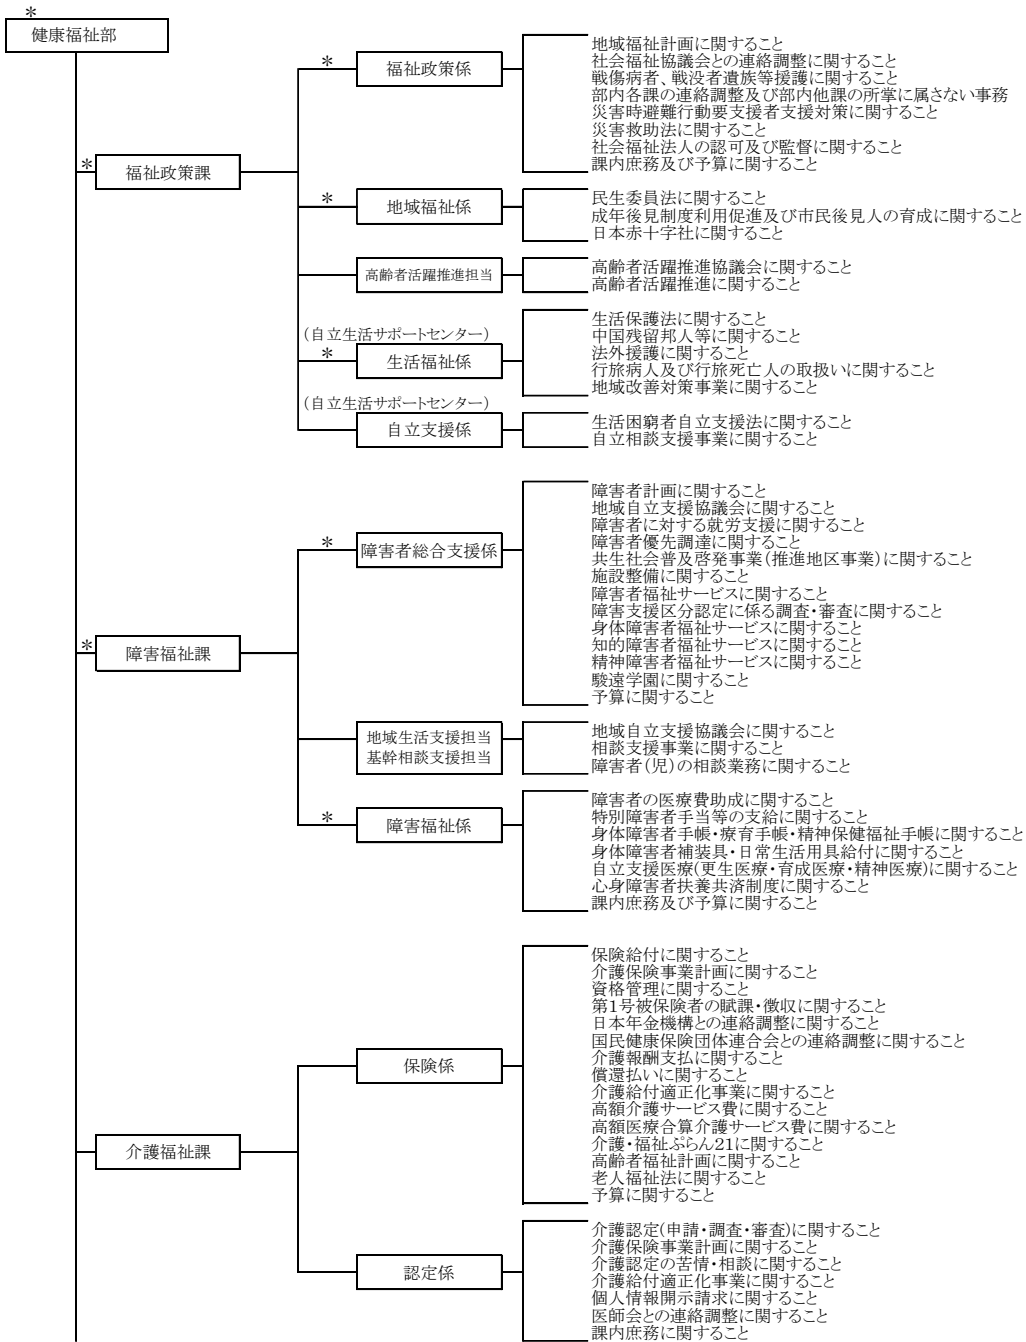 *
健康福祉部
* 福祉政策課
* 福祉政策係
地域福祉計画に関すること
社会福祉協議会との連絡調整に関すること
戦傷病者、戦没者遺族等援護に関すること
部内各課の連絡調整及び部内他課の所掌に属さない事務
災害時避難行動要支援者支援対策に関すること
災害救助法に関すること
社会福祉法人の認可及び監督に関すること
課内庶務及び予算に関すること
* 地域福祉係
民生委員法に関すること
成年後見制度利用促進及び市民後見人の育成に関すること
日本赤十字社に関すること
高齢者活躍推進担当
高齢者活躍推進協議会に関すること
高齢者活躍推進に関すること
(自立生活サポートセンター)
* 生活福祉係
生活保護法に関すること
中国残留邦人等に関すること
法外援護に関すること
行旅病人及び行旅死亡人の取扱いに関すること
地域改善対策事業に関すること
(自立生活サポートセンター)
自立支援係
生活困窮者自立支援法に関すること
自立相談支援事業に関すること
* 障害福祉課
* 障害者総合支援係
障害者計画に関すること
地域自立支援協議会に関すること
障害者に対する就労支援に関すること
障害者優先調達に関すること
共生社会普及啓発事業(推進地区事業)に関すること
施設整備に関すること
障害者福祉サービスに関すること
障害支援区分認定に係る調査・審査に関すること
身体障害者福祉サービスに関すること
知的障害者福祉サービスに関すること
精神障害者福祉サービスに関すること
駿遠学園に関すること
予算に関すること
地域生活支援担当
基幹相談支援担当
地域自立支援協議会に関すること
相談支援事業に関すること
障害者(児)の相談業務に関すること
* 障害福祉係
障害者の医療費助成に関すること
特別障害者手当等の支給に関すること
身体障害者手帳・療育手帳・精神保健福祉手帳に関すること
身体障害者補装具・日常生活用具給付に関すること
自立支援医療(更生医療・育成医療・精神医療)に関すること
心身障害者扶養共済制度に関すること
課内庶務及び予算に関すること
介護福祉課
保険係
保険給付に関すること
介護保険事業計画に関すること
資格管理に関すること
第1号被保険者の賦課・徴収に関すること
日本年金機構との連絡調整に関すること
国民健康保険団体連合会との連絡調整に関すること
介護報酬支払に関すること
償還払いに関すること
介護給付適正化事業に関すること
高額介護サービス費に関すること
高額医療合算介護サービス費に関すること
介護・福祉ぷらん21に関すること
高齢者福祉計画に関すること
老人福祉法に関すること
予算に関すること
認定係
介護認定(申請・調査・審査)に関すること
介護保険事業計画に関すること
介護認定の苦情・相談に関すること
介護給付適正化事業に関すること
個人情報開示請求に関すること
医師会との連絡調整に関すること
課内庶務に関すること